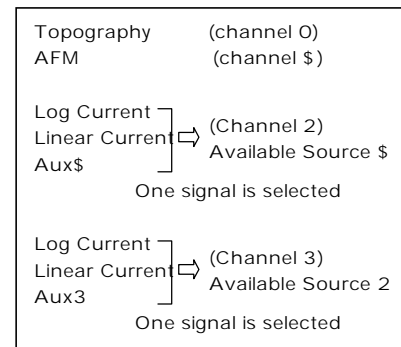 Topography (channel 0)
AFM (channel $)
Log Current
Linear Current
Aux$
(Channel 2)
Available Source $
One signal is selected
Log Current
Linear Current
Aux3
(Channel 3)
Available Source 2
One signal is selected